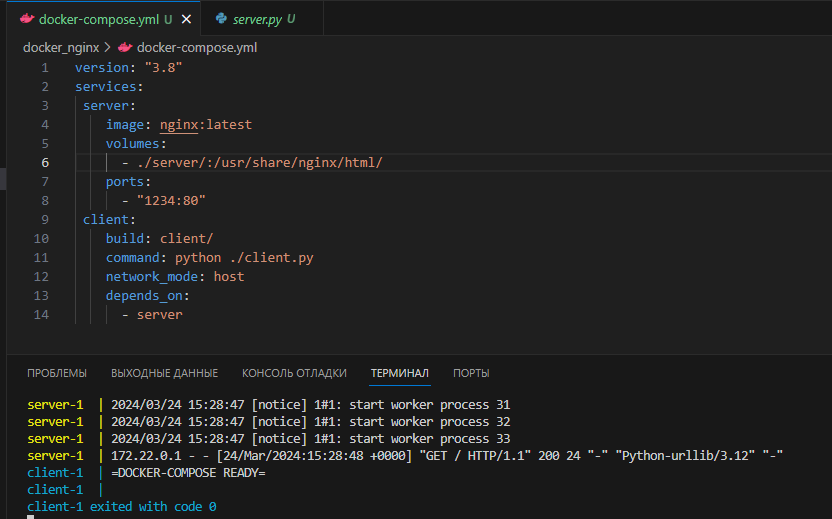 docker-compose.yml U ✕ server.py U
docker_nginx > docker-compose.yml
1 version: "3.8"
2 services:
3 server:
4 image: nginx:latest
5 volumes:
6 - ./server/:/usr/share/nginx/html/
7 ports:
8 - "1234:80"
9 client:
10 build: client/
11 command: python ./client.py
12 network_mode: host
13 depends_on:
14 - server
ПРОБЛЕМЫ ВЫХОДНЫЕ ДАННЫЕ КОНСОЛЬ ОТЛАДКИ ТЕРМИНАЛ ПОРТЫ
server-1 | 2024/03/24 15:28:47 [notice] 1#1: start worker process 31
server-1 | 2024/03/24 15:28:47 [notice] 1#1: start worker process 32
server-1 | 2024/03/24 15:28:47 [notice] 1#1: start worker process 33
server-1 | 172.22.0.1 - - [24/Mar/2024:15:28:48 +0000] "GET / HTTP/1.1" 200 24 "-" "Python-urllib/3.12" "-"
client-1 | =DOCKER-COMPOSE READY=
client-1 |
client-1 exited with code 0